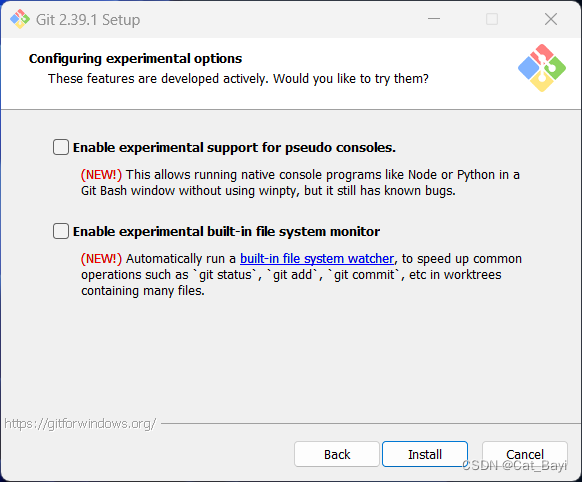 Git 2.39.1 Setup
Configuring experimental options
These features are developed actively. Would you like to try them?
Enable experimental support for pseudo consoles.
(NEW!) This allows running native console programs like Node or Python in a
Git Bash window without using winpty, but it still has known bugs.
Enable experimental built-in file system monitor
(NEW!) Automatically run a built-in file system watcher, to speed up common
operations such as `git status`, `git add`, `git commit`, etc in worktrees
containing many files.
https://gitforwindows.org/
Back Install Cancel
CSDN @Cat_Bayi